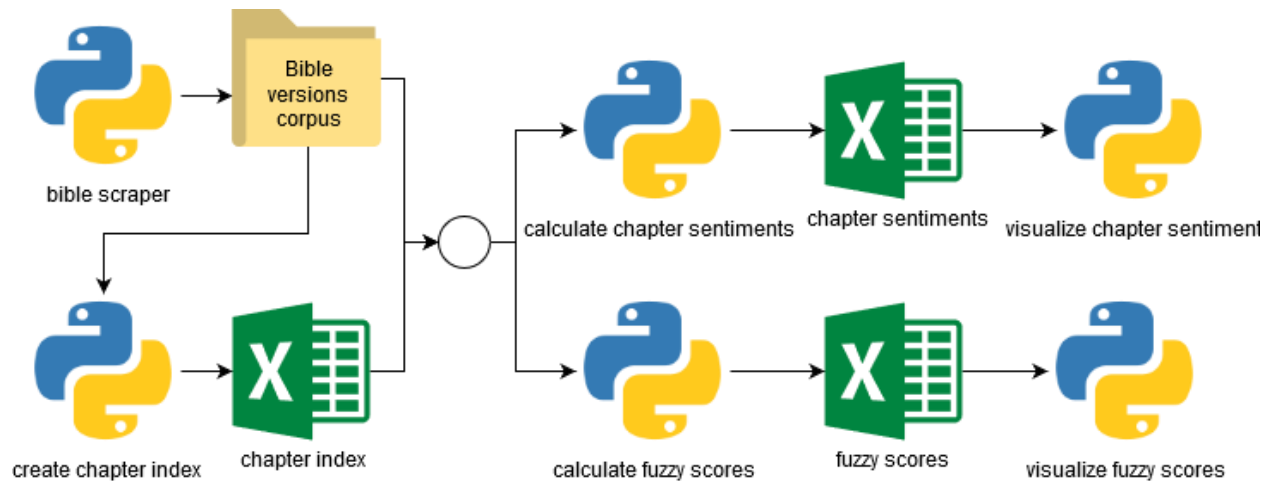 Bible
versions
corpus
bible scraper
calculate chapter sentiments
chapter sentiments
visualize chapter sentiment
create chapter index
X
chapter index
calculate fuzzy scores
X
fuzzy scores
X
visualize fuzzy scores